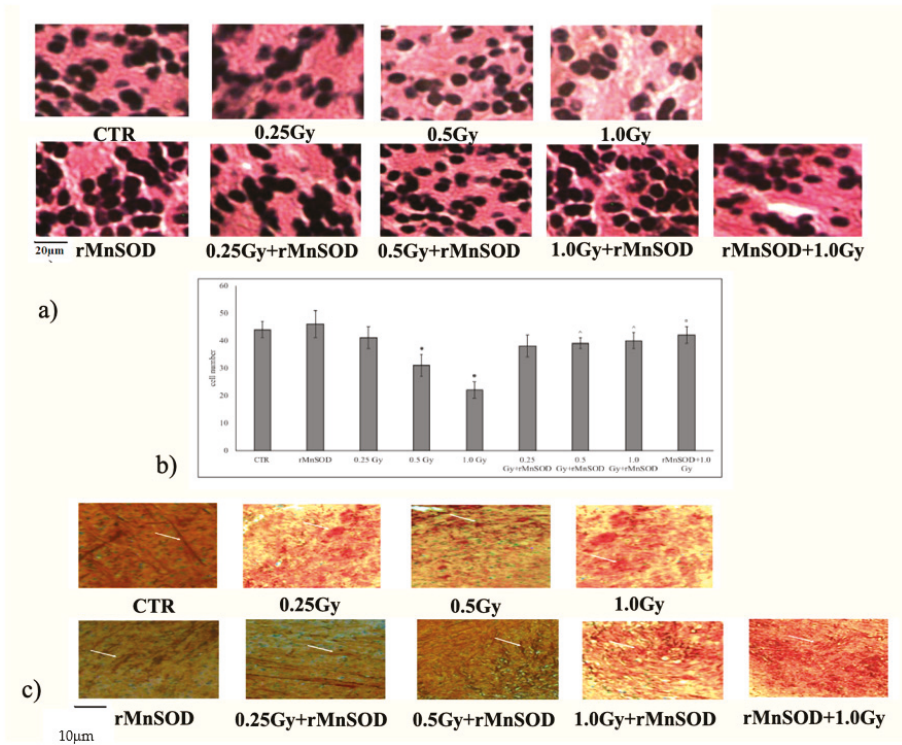 CTR 0.25Gy 0.5Gy 1.0Gy
20μm rMnSOD 0.25Gy+rMnSOD 0.5Gy+rMnSOD 1.0Gy+rMnSOD rMnSOD+1.0Gy
a)
60
50
40
30
20
10
0
cell number
* * ^ ^
CTR rMnSOD 0.25 Gy 0.5 Gy 1.0 Gy 0.25 0.5 1.0 rMnSOD+1.0
Gy+rMnSOD Gy+rMnSOD Gy+rMnSOD Gy
b)
CTR 0.25Gy 0.5Gy 1.0Gy
c)
rMnSOD 0.25Gy+rMnSOD 0.5Gy+rMnSOD 1.0Gy+rMnSOD rMnSOD+1.0Gy
10μm